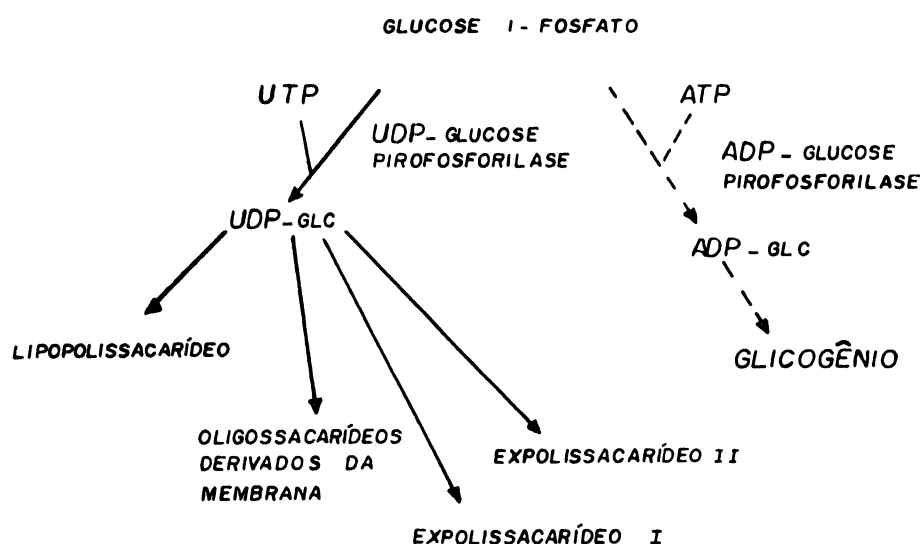 GLUCOSE 1-FOSFATO
UTP
UDP-GLUCOSE
PIROFOSFORILASE
ATP
ADP-GLUCOSE
PIROFOSFORILASE
UDP-GLC
ADP-GLC
LIPOPOLISSACARÍDEO
GLICOGÊNIO
OLIGOSSACARÍDEOS
DERIVADOS DA
MEMBRANA
EXPOLISSACARÍDEO II
EXPOLISSACARÍDEO I